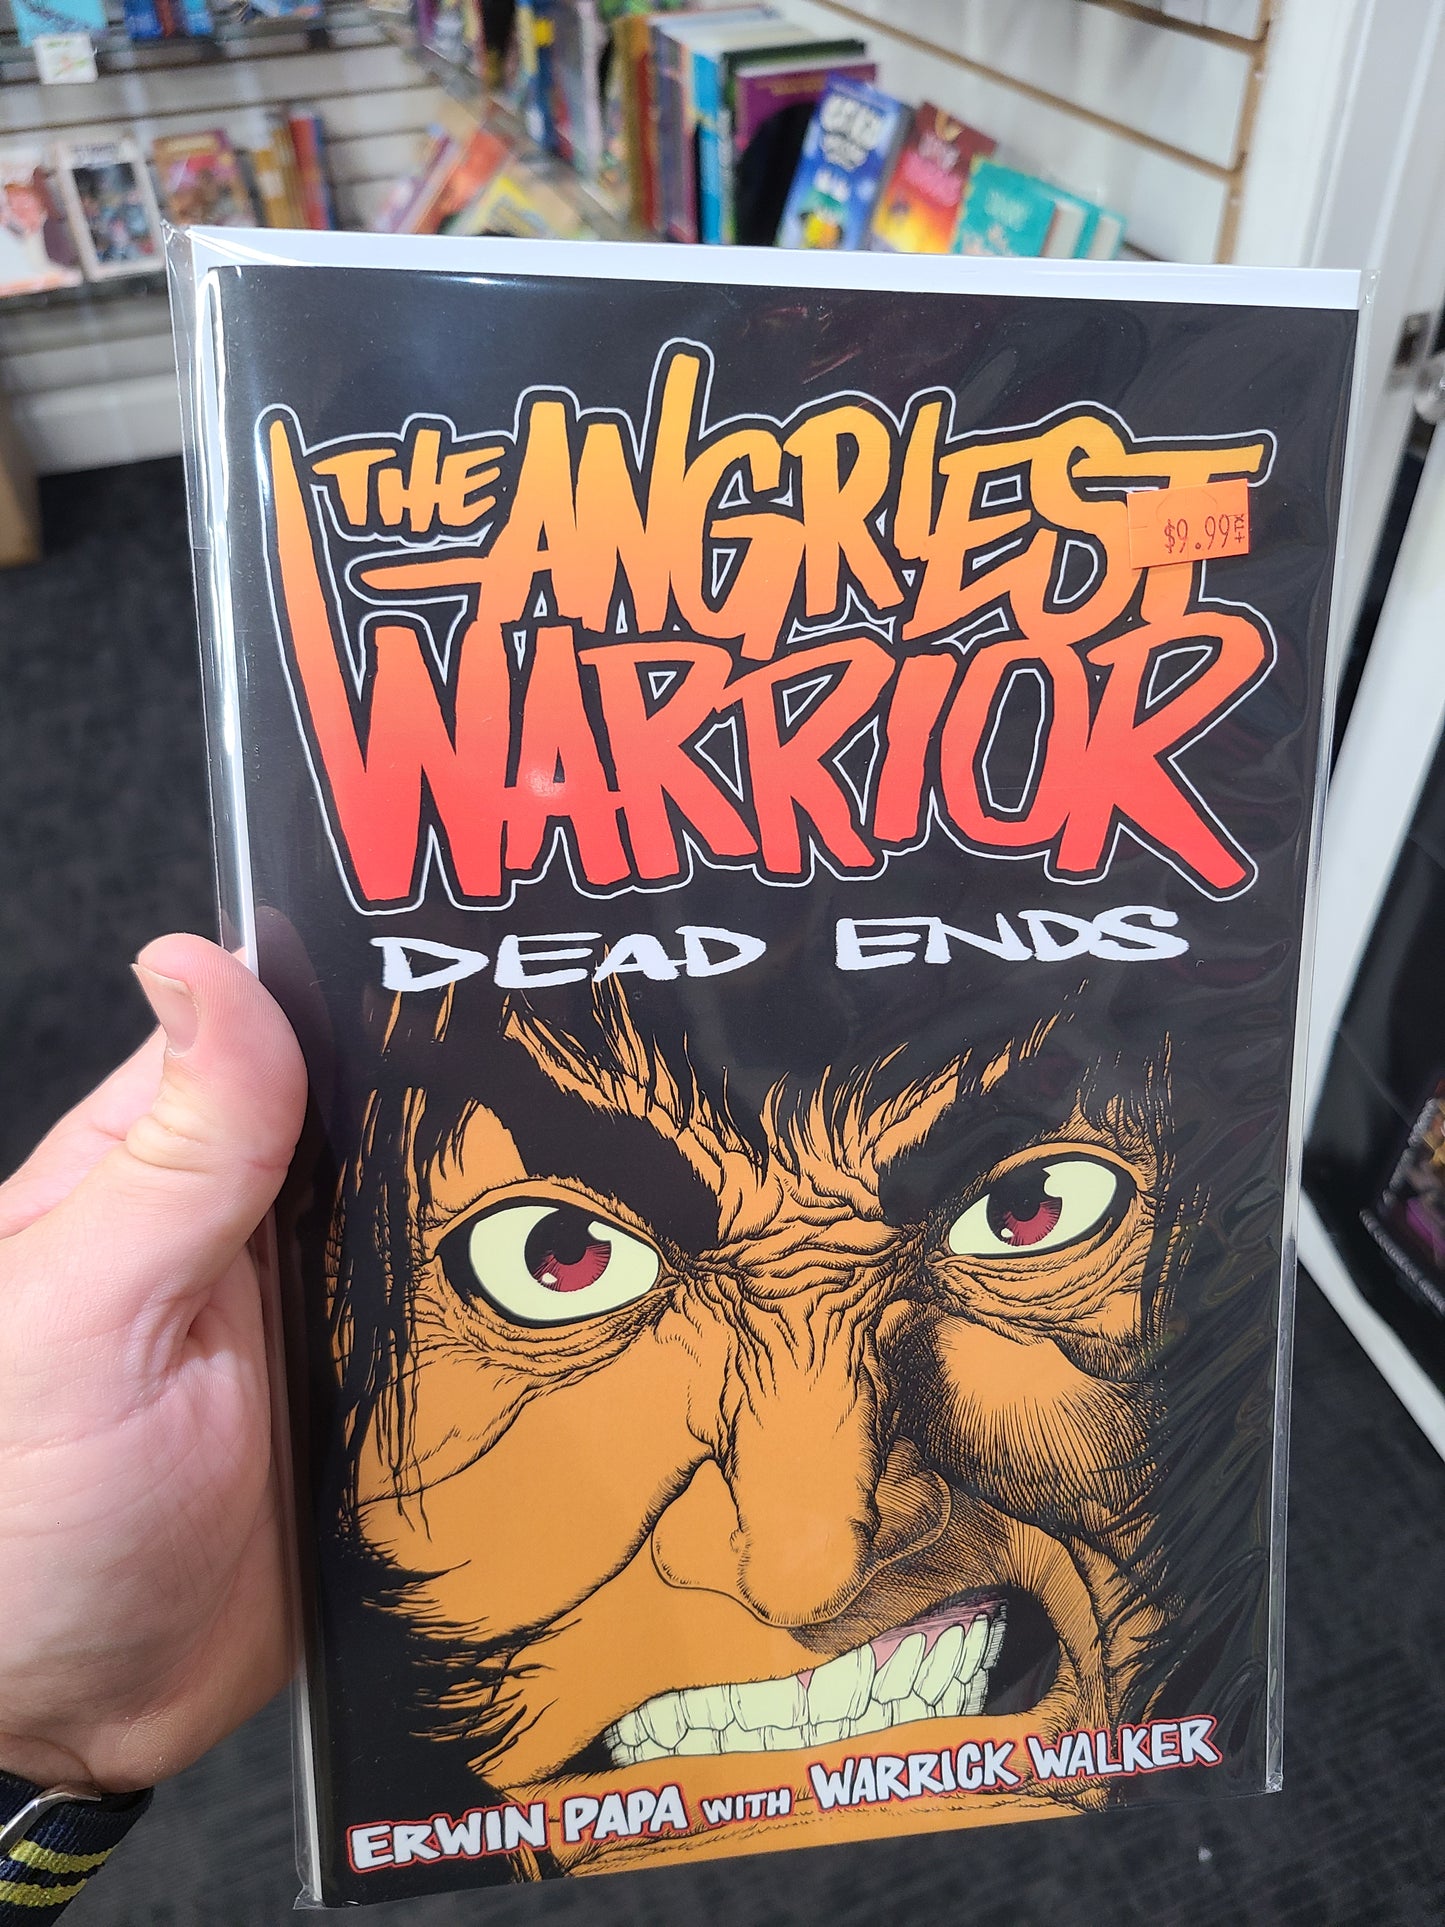 THE ANGRIEST
$9.99
WARRIOR
DEAD ENDS
ERWIN PAPA WITH WARRICK WALKER